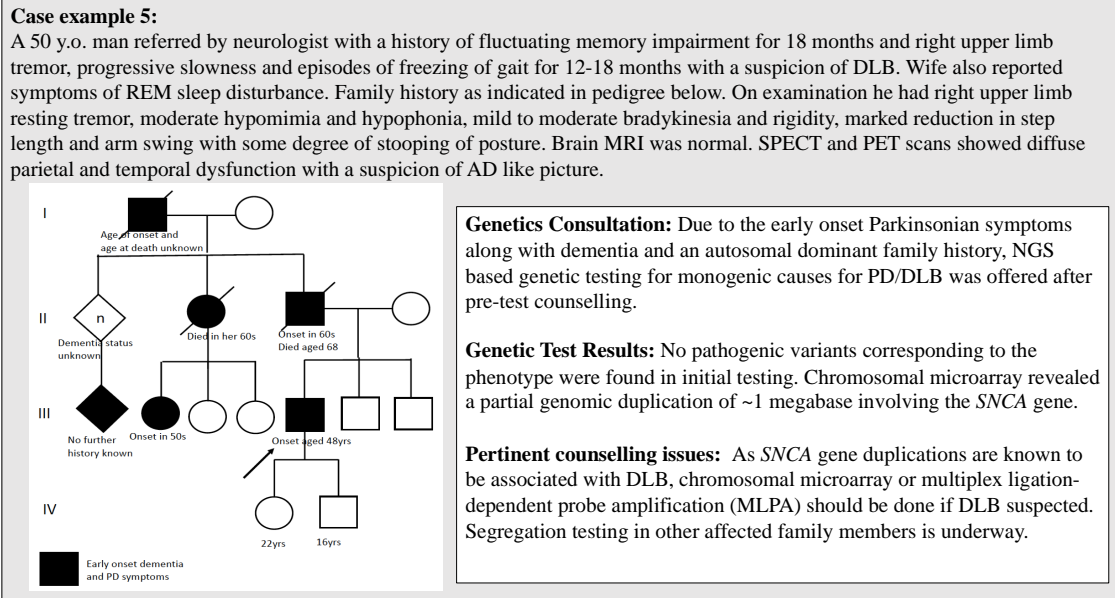 Case example 5:
A 50 y.o. man referred by neurologist with a history of fluctuating memory impairment for 18 months and right upper limb
tremor, progressive slowness and episodes of freezing of gait for 12-18 months with a suspicion of DLB. Wife also reported
symptoms of REM sleep disturbance. Family history as indicated in pedigree below. On examination he had right upper limb
resting tremor, moderate hypomimia and hypophonia, mild to moderate bradykinesia and rigidity, marked reduction in step
length and arm swing with some degree of stooping of posture. Brain MRI was normal. SPECT and PET scans showed diffuse
parietal and temporal dysfunction with a suspicion of AD like picture.
I
Age of onset and
age at death unknown
II
n
Dementia status
unknown
Died in her 60s
Onset in 60s
Died aged 68
III
No further
history known
Onset in 50s
Onset aged 48yrs
IV
22yrs
16yrs
Early onset dementia
and PD symptoms
Genetics Consultation: Due to the early onset Parkinsonian symptoms
along with dementia and an autosomal dominant family history, NGS
based genetic testing for monogenic causes for PD/DLB was offered after
pre-test counselling.
Genetic Test Results: No pathogenic variants corresponding to the
phenotype were found in initial testing. Chromosomal microarray revealed
a partial genomic duplication of ~1 megabase involving the SNCA gene.
Pertinent counselling issues: As SNCA gene duplications are known to
be associated with DLB, chromosomal microarray or multiplex ligation-
dependent probe amplification (MLPA) should be done if DLB suspected.
Segregation testing in other affected family members is underway.